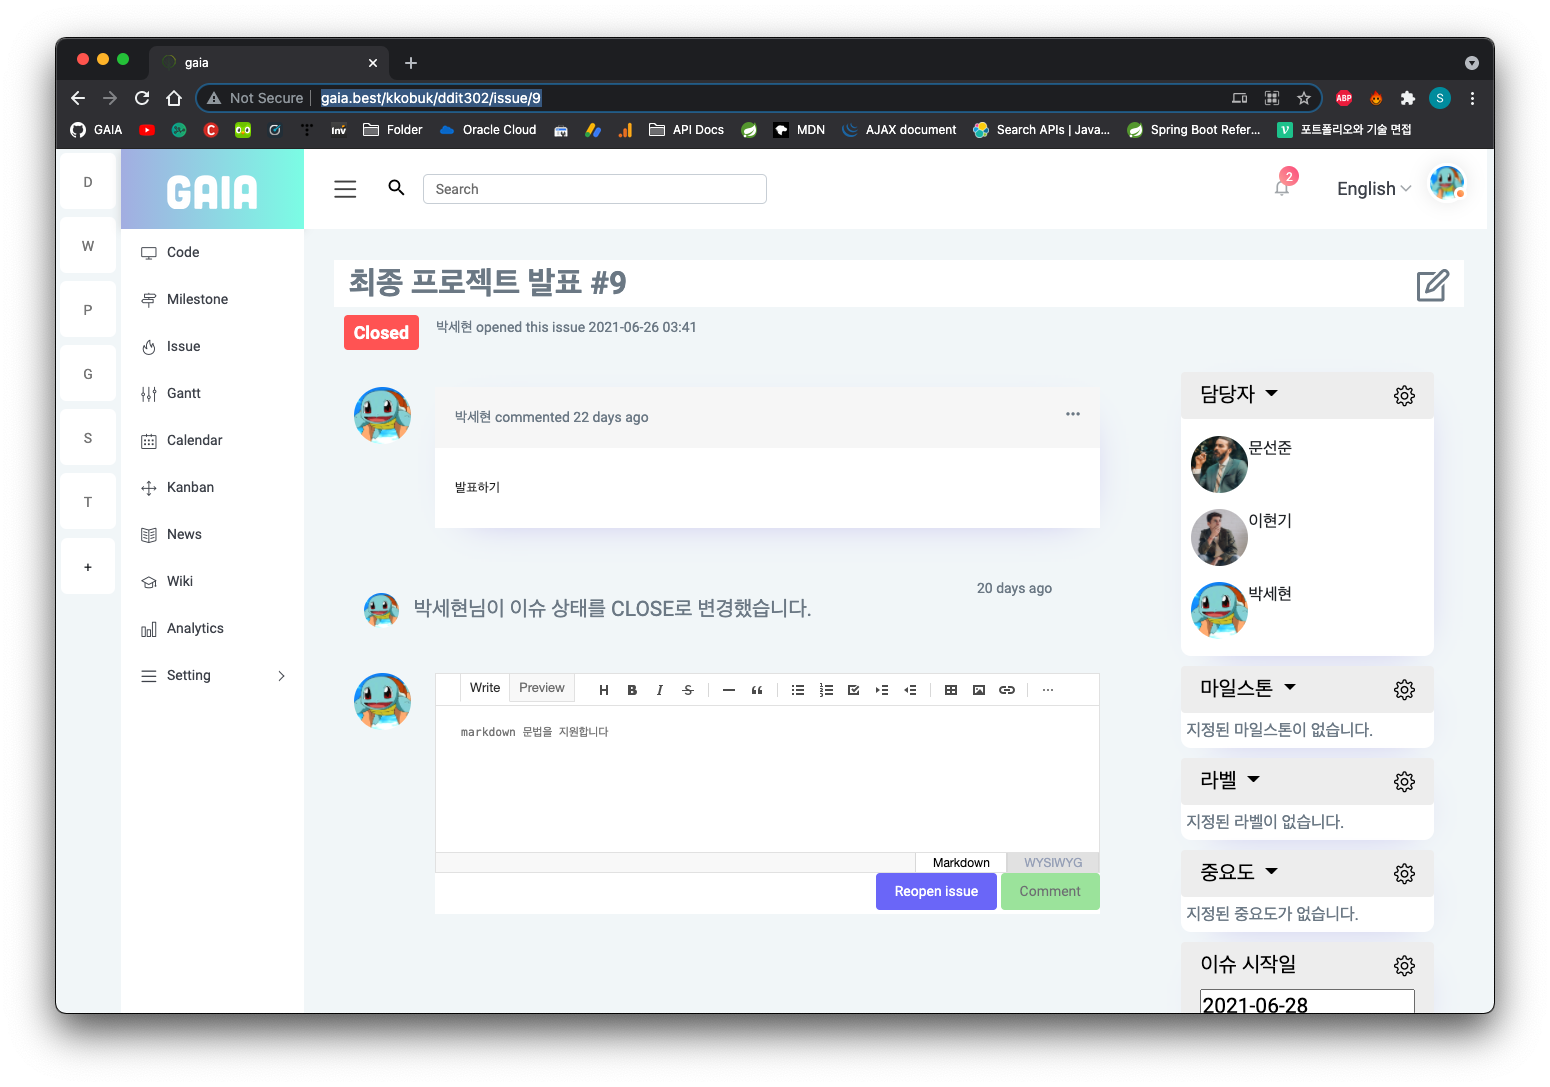 gaia
Not Secure
gaia.best/kkobuk/ddit302/issue/9
ABP
S
GAIA
C
inv
Folder
Oracle Cloud
API Docs
MDN
AJAX document
Search APIs | Java...
Spring Boot Refer...
포트폴리오와 기술 면접
D
W
P
G
S
T
+
GAIA
Code
Milestone
Issue
Gantt
Calendar
Kanban
News
Wiki
Analytics
Setting
Search
2
English
최종 프로젝트 발표 #9
Closed
박세현 opened this issue 2021-06-26 03:41
박세현 commented 22 days ago
발표하기
20 days ago
박세현님이 이슈 상태를 CLOSE로 변경했습니다.
Write
Preview
H B I S
markdown 문법을 지원합니다
Markdown
WYSIWYG
Reopen issue
Comment
담당자
문선준
이현기
박세현
마일스톤
지정된 마일스톤이 없습니다.
라벨
지정된 라벨이 없습니다.
중요도
지정된 중요도가 없습니다.
이슈 시작일
2021-06-28